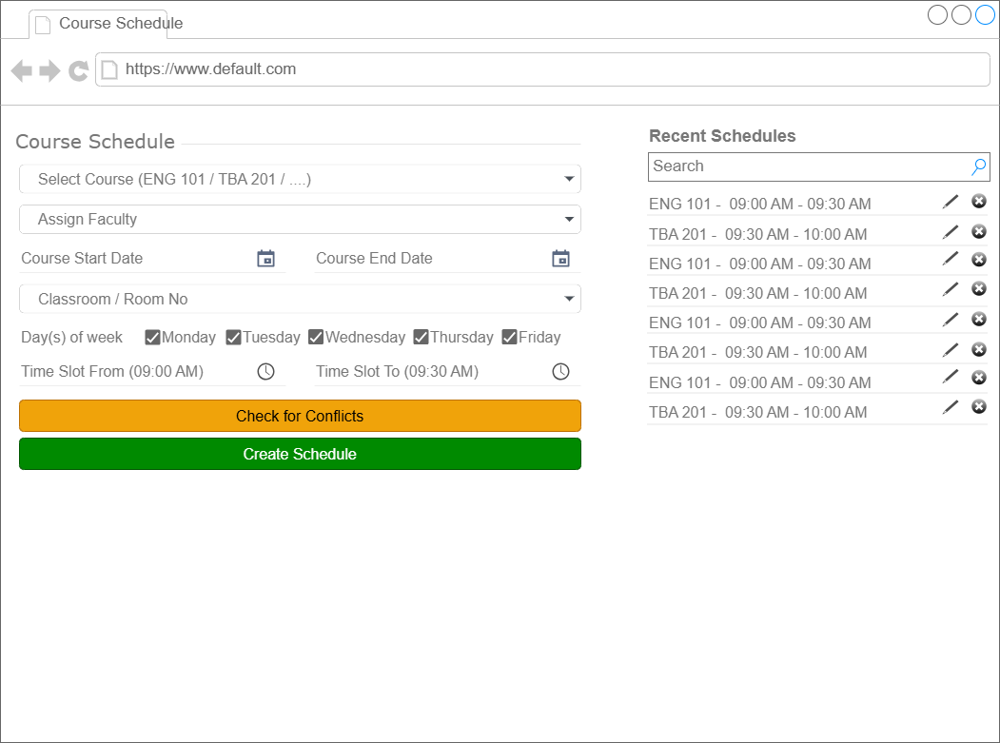 Course Schedule
https://www.default.com
Course Schedule
Select Course (ENG 101 / TBA 201 / ....)
Assign Faculty
Course Start Date
Course End Date
Classroom / Room No
Day(s) of week Monday Tuesday Wednesday Thursday Friday
Time Slot From (09:00 AM)
Time Slot To (09:30 AM)
Check for Conflicts
Create Schedule
Recent Schedules
Search
ENG 101 - 09:00 AM - 09:30 AM
TBA 201 - 09:30 AM - 10:00 AM
ENG 101 - 09:00 AM - 09:30 AM
TBA 201 - 09:30 AM - 10:00 AM
ENG 101 - 09:00 AM - 09:30 AM
TBA 201 - 09:30 AM - 10:00 AM
ENG 101 - 09:00 AM - 09:30 AM
TBA 201 - 09:30 AM - 10:00 AM